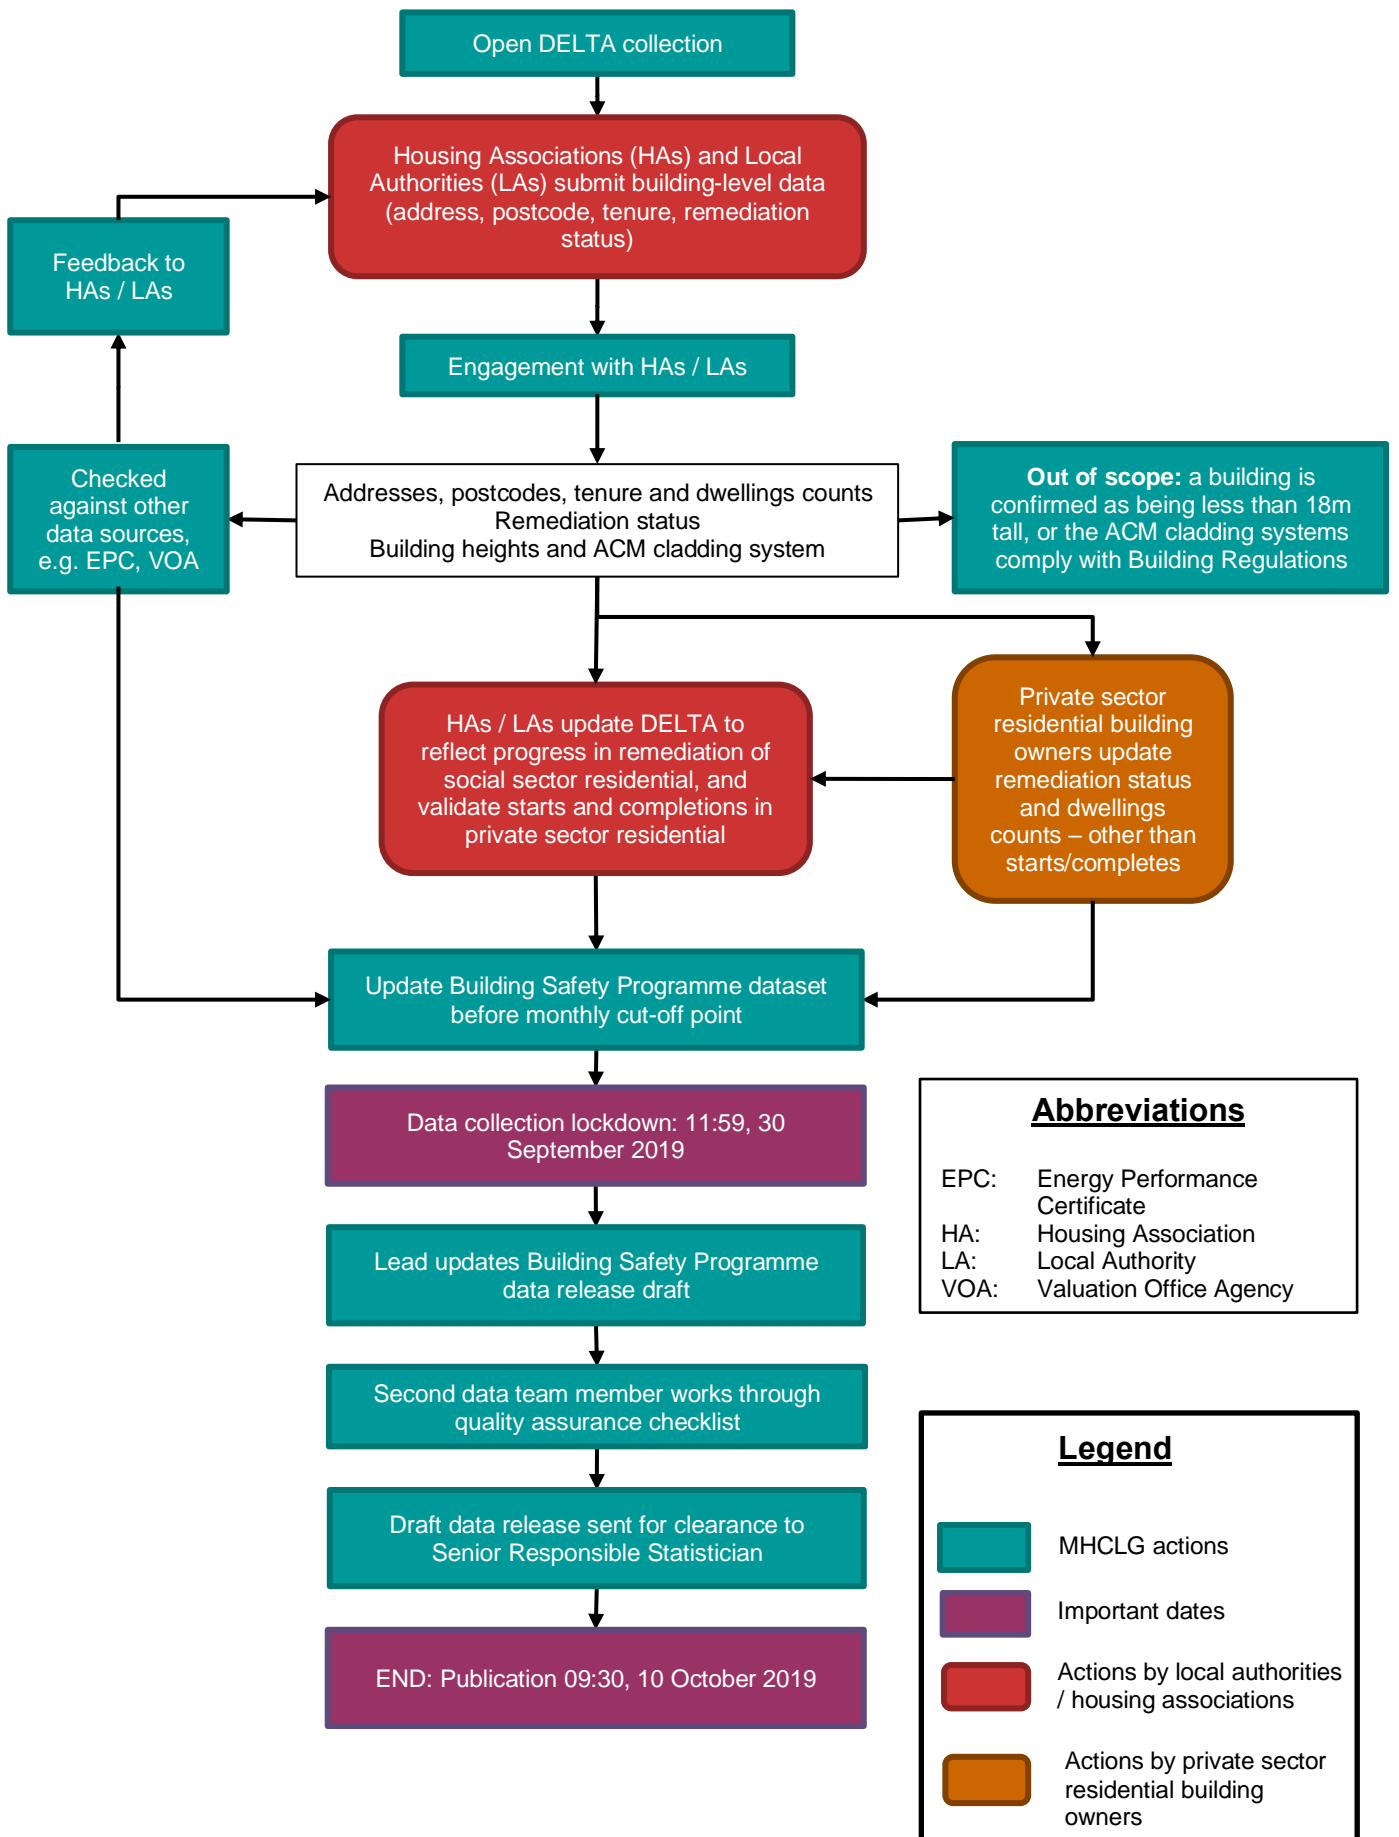 Open DELTA collection
Housing Associations (HAs) and Local
Authorities (LAs) submit building-level data
(address, postcode, tenure, remediation
status)
Feedback to
HAs / LAs
Engagement with HAs / LAs
Checked
against other
data sources,
e.g. EPC, VOA
Addresses, postcodes, tenure and dwellings counts
Remediation status
Building heights and ACM cladding system
Out of scope: a building is
confirmed as being less than 18m
tall, or the ACM cladding systems
comply with Building Regulations
HAs / LAs update DELTA to
reflect progress in remediation of
social sector residential, and
validate starts and completions in
private sector residential
Private sector
residential building
owners update
remediation status
and dwellings
counts – other than
starts/completes
Update Building Safety Programme dataset
before monthly cut-off point
Data collection lockdown: 11:59, 30
September 2019
Lead updates Building Safety Programme
data release draft
Second data team member works through
quality assurance checklist
Draft data release sent for clearance to
Senior Responsible Statistician
END: Publication 09:30, 10 October 2019
Abbreviations
EPC: Energy Performance
Certificate
HA: Housing Association
LA: Local Authority
VOA: Valuation Office Agency
Legend
MHCLG actions
Important dates
Actions by local authorities
/ housing associations
Actions by private sector
residential building
owners